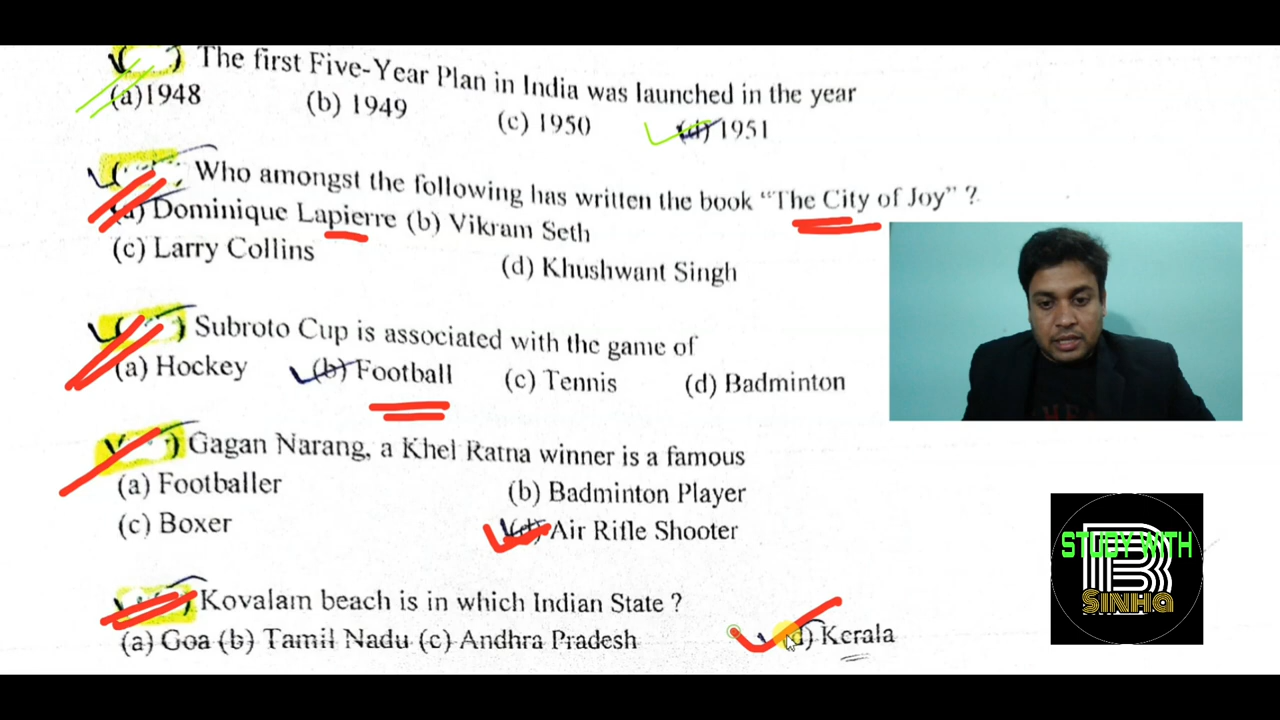 The first Five-Year Plan in India was launched in the year
(a) 1948 (b) 1949 (c) 1950 (d) 1951
Who amongst the following has written the book "The City of Joy" ?
(a) Dominique Lapierre (b) Vikram Seth
(c) Larry Collins (d) Khushwant Singh
Subroto Cup is associated with the game of
(a) Hockey (b) Football (c) Tennis (d) Badminton
Gagan Narang, a Khel Ratna winner is a famous
(a) Footballer (b) Badminton Player
(c) Boxer (d) Air Rifle Shooter
Kovalam beach is in which Indian State ?
(a) Goa (b) Tamil Nadu (c) Andhra Pradesh (d) Kerala
STUDY WITH
B
SINHA